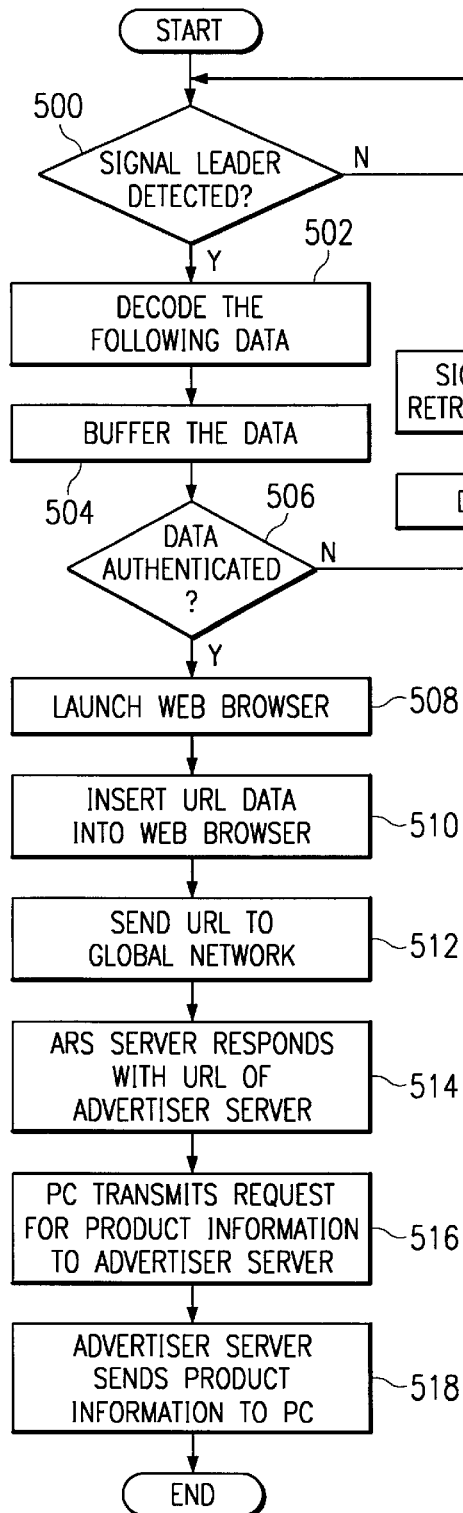 START
500
SIGNAL LEADER
DETECTED?
N
Y
502
DECODE THE
FOLLOWING DATA
BUFFER THE DATA
504
506
DATA
AUTHENTICATED
?
N
Y
LAUNCH WEB BROWSER
508
INSERT URL DATA
INTO WEB BROWSER
510
SEND URL TO
GLOBAL NETWORK
512
ARS SERVER RESPONDS
WITH URL OF
ADVERTISER SERVER
514
PC TRANSMITS REQUEST
FOR PRODUCT INFORMATION
TO ADVERTISER SERVER
516
ADVERTISER SERVER
SENDS PRODUCT
INFORMATION TO PC
518
END